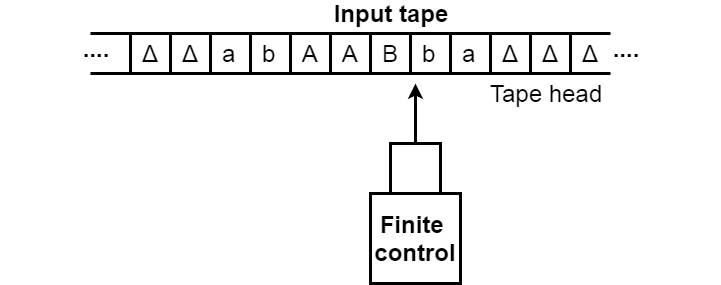 Input tape
.... Δ Δ a b A A B b a Δ Δ Δ ....
Tape head
Finite
control